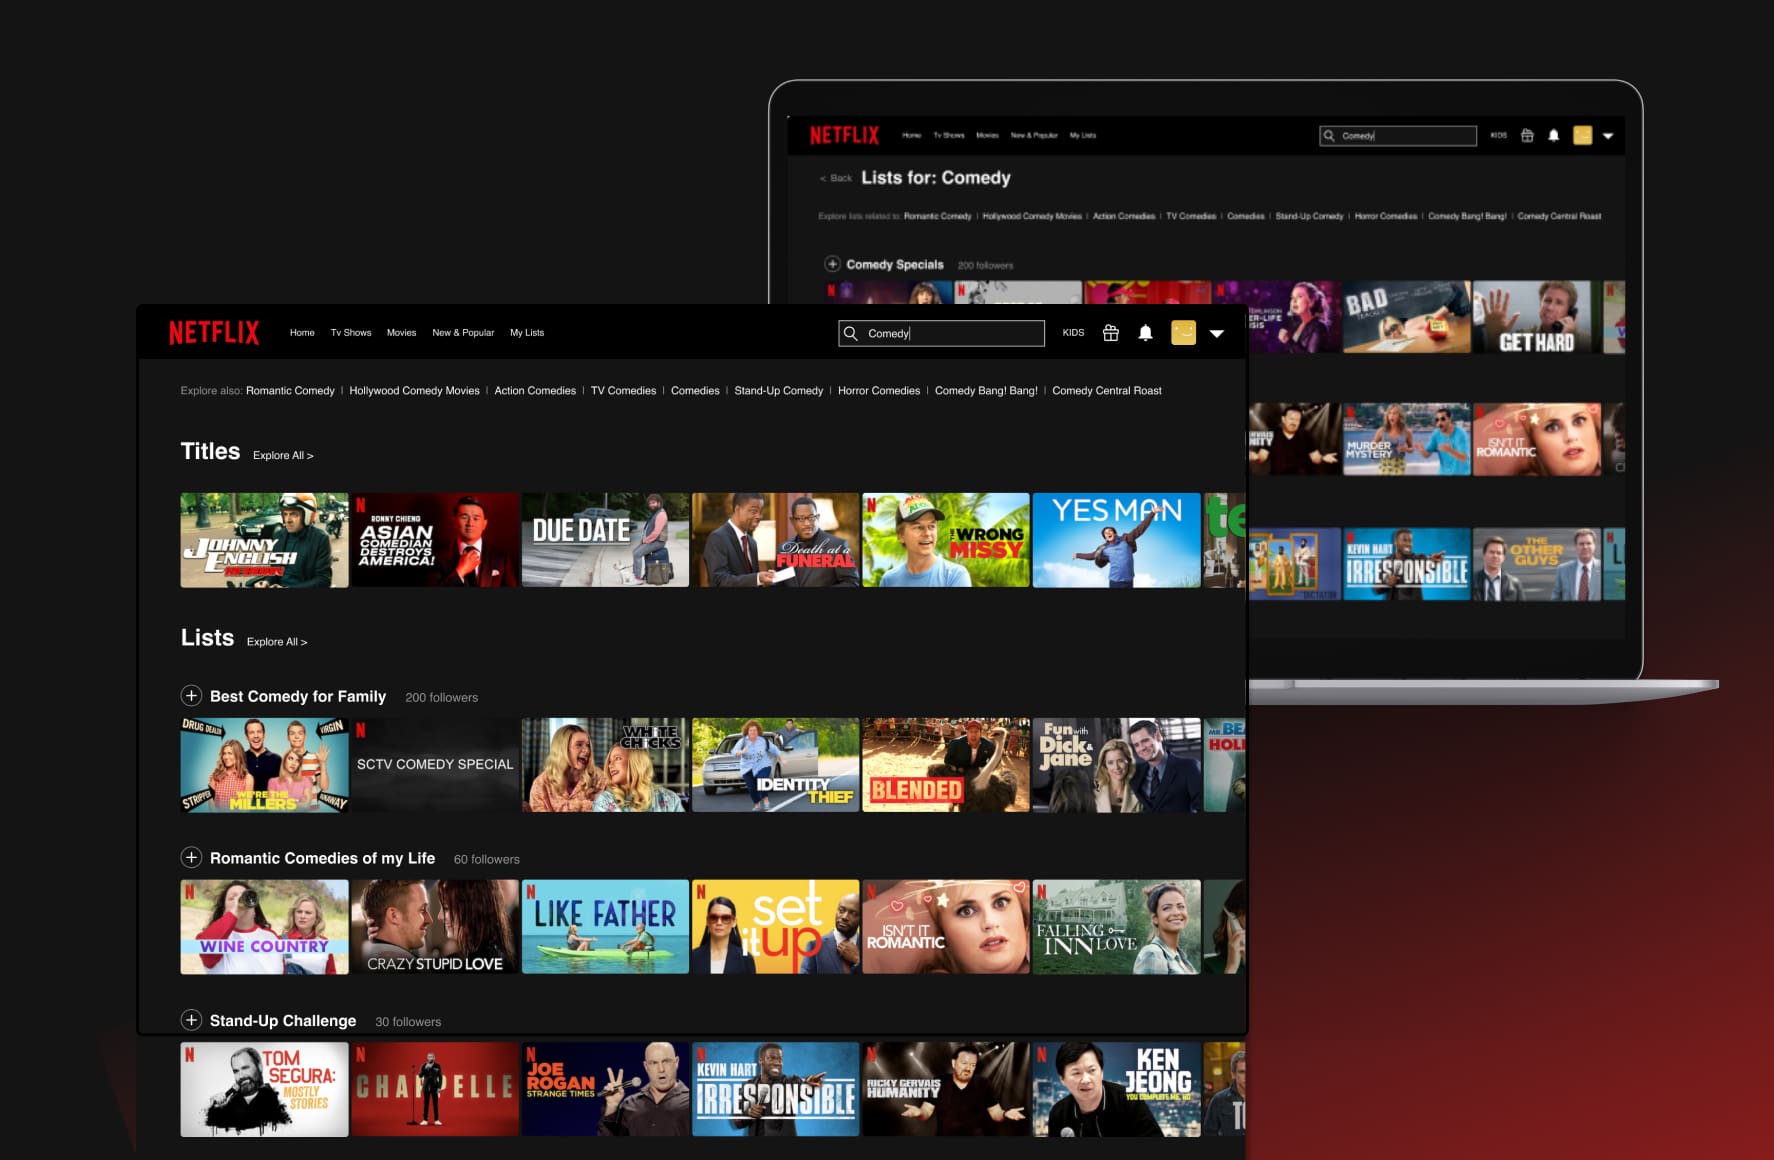 NETFLIX Home Tv Shows Movies New & Popular My Lists Comedy KIDS
< Back Lists for: Comedy
Explore lists related to: Romantic Comedy | Hollywood Comedy Movies | Action Comedies | TV Comedies | Comedies | Stand-Up Comedy | Horror Comedies | Comedy Bang! Bang! | Comedy Central Roast
Comedy Specials 200 followers
BAD
GET HARD
MURDER
MYSTERY
ISN'T IT
ROMANTIC
DICTATOR
KEVIN HART
IRRESPONSIBLE
THE
OTHER
GUYS
NETFLIX Home Tv Shows Movies New & Popular My Lists Comedy KIDS
Explore also: Romantic Comedy | Hollywood Comedy Movies | Action Comedies | TV Comedies | Comedies | Stand-Up Comedy | Horror Comedies | Comedy Bang! Bang! | Comedy Central Roast
Titles Explore All >
JOHNNY
ENGLISH
RONNY CHIENG
ASIAN
COMEDIAN
DESTROYS
AMERICA!
DUE DATE
Death at a
FUNERAL
THE WRONG
MISSY
YES MAN
Lists Explore All >
Best Comedy for Family 200 followers
DRUG DEALER
VIRGIN
STRIPPER
WE'RE THE
MILLERS
RUNAWAY
SCTV COMEDY SPECIAL
WHITE
CHICKS
IDENTITY
THIEF
BLENDED
Fun with
Dick &
Jane
Romantic Comedies of my Life 60 followers
WINE COUNTRY
CRAZY STUPID LOVE
LIKE FATHER
set
it up
ISN'T IT
ROMANTIC
FALLING
INN LOVE
Stand-Up Challenge 30 followers
TOM
SEGURA:
MOSTLY
STORIES
CHAPPELLE
JOE
ROGAN
STRANGE TIMES
KEVIN HART
IRRESPONSIBLE
RICKY GERVAIS
HUMANITY
KEN
JEONG
YOU COMPLETE ME, HO